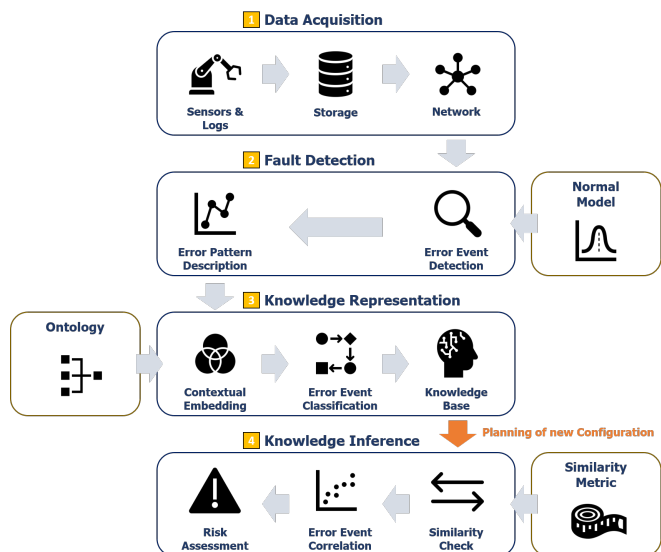 1 Data Acquisition
Sensors &
Logs
Storage
Network
2 Fault Detection
Error Pattern
Description
Error Event
Detection
Normal
Model
3 Knowledge Representation
Ontology
Contextual
Embedding
Error Event
Classification
Knowledge
Base
Planning of new Configuration
4 Knowledge Inference
Risk
Assessment
Error Event
Correlation
Similarity
Check
Similarity
Metric